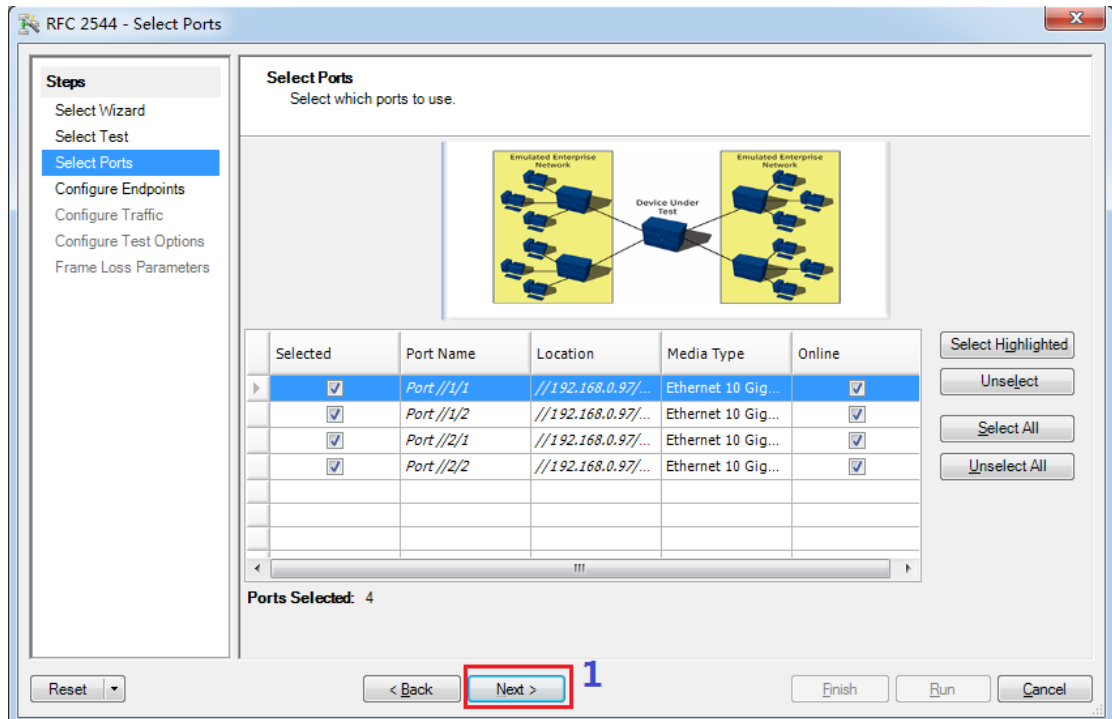 RFC 2544 - Select Ports
Steps
Select Wizard
Select Test
Select Ports
Configure Endpoints
Configure Traffic
Configure Test Options
Frame Loss Parameters
Select Ports
Select which ports to use.
Emulated Enterprise
Network
Device Under
Test
Emulated Enterprise
Network
Selected Port Name Location Media Type Online
Port //1/1 //192.168.0.97/... Ethernet 10 Gig...
Port //1/2 //192.168.0.97/... Ethernet 10 Gig...
Port //2/1 //192.168.0.97/... Ethernet 10 Gig...
Port //2/2 //192.168.0.97/... Ethernet 10 Gig...
Select Highlighted
Unselect
Select All
Unselect All
Ports Selected: 4
Reset < Back Next > 1 Finish Run Cancel